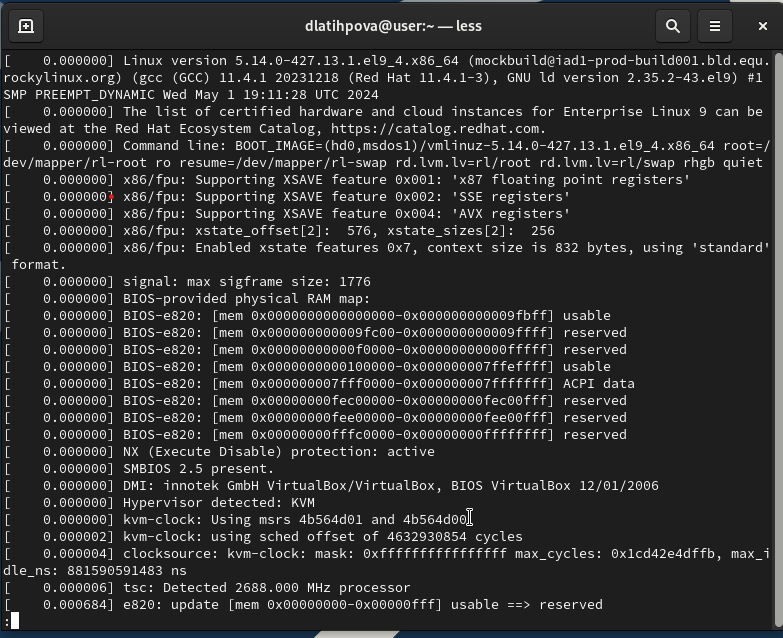 dlatihpova@user:~ — less
[    0.000000] Linux version 5.14.0-427.13.1.el9_4.x86_64 (mockbuild@iad1-prod-build001.bld.equ.
rockylinux.org) (gcc (GCC) 11.4.1 20231218 (Red Hat 11.4.1-3), GNU ld version 2.35.2-43.el9) #1
SMP PREEMPT_DYNAMIC Wed May 1 19:11:28 UTC 2024
[    0.000000] The list of certified hardware and cloud instances for Enterprise Linux 9 can be
viewed at the Red Hat Ecosystem Catalog, https://catalog.redhat.com.
[    0.000000] Command line: BOOT_IMAGE=(hd0,msdos1)/vmlinuz-5.14.0-427.13.1.el9_4.x86_64 root=/
dev/mapper/rl-root ro resume=/dev/mapper/rl-swap rd.lvm.lv=rl/root rd.lvm.lv=rl/swap rhgb quiet
[    0.000000] x86/fpu: Supporting XSAVE feature 0x001: 'x87 floating point registers'
[    0.000000] x86/fpu: Supporting XSAVE feature 0x002: 'SSE registers'
[    0.000000] x86/fpu: Supporting XSAVE feature 0x004: 'AVX registers'
[    0.000000] x86/fpu: xstate_offset[2]:  576, xstate_sizes[2]:  256
[    0.000000] x86/fpu: Enabled xstate features 0x7, context size is 832 bytes, using 'standard'
 format.
[    0.000000] signal: max sigframe size: 1776
[    0.000000] BIOS-provided physical RAM map:
[    0.000000] BIOS-e820: [mem 0x0000000000000000-0x000000000009fbff] usable
[    0.000000] BIOS-e820: [mem 0x000000000009fc00-0x000000000009ffff] reserved
[    0.000000] BIOS-e820: [mem 0x00000000000f0000-0x00000000000fffff] reserved
[    0.000000] BIOS-e820: [mem 0x0000000000100000-0x000000007ffeffff] usable
[    0.000000] BIOS-e820: [mem 0x000000007fff0000-0x000000007fffffff] ACPI data
[    0.000000] BIOS-e820: [mem 0x00000000fec00000-0x00000000fec00fff] reserved
[    0.000000] BIOS-e820: [mem 0x00000000fee00000-0x00000000fee00fff] reserved
[    0.000000] BIOS-e820: [mem 0x00000000fffc0000-0x00000000ffffffff] reserved
[    0.000000] NX (Execute Disable) protection: active
[    0.000000] SMBIOS 2.5 present.
[    0.000000] DMI: innotek GmbH VirtualBox/VirtualBox, BIOS VirtualBox 12/01/2006
[    0.000000] Hypervisor detected: KVM
[    0.000000] kvm-clock: Using msrs 4b564d01 and 4b564d00
[    0.000002] kvm-clock: using sched offset of 4632930854 cycles
[    0.000004] clocksource: kvm-clock: mask: 0xffffffffffffffff max_cycles: 0x1cd42e4dffb, max_i
dle_ns: 881590591483 ns
[    0.000006] tsc: Detected 2688.000 MHz processor
[    0.000684] e820: update [mem 0x00000000-0x00000fff] usable ==> reserved
: